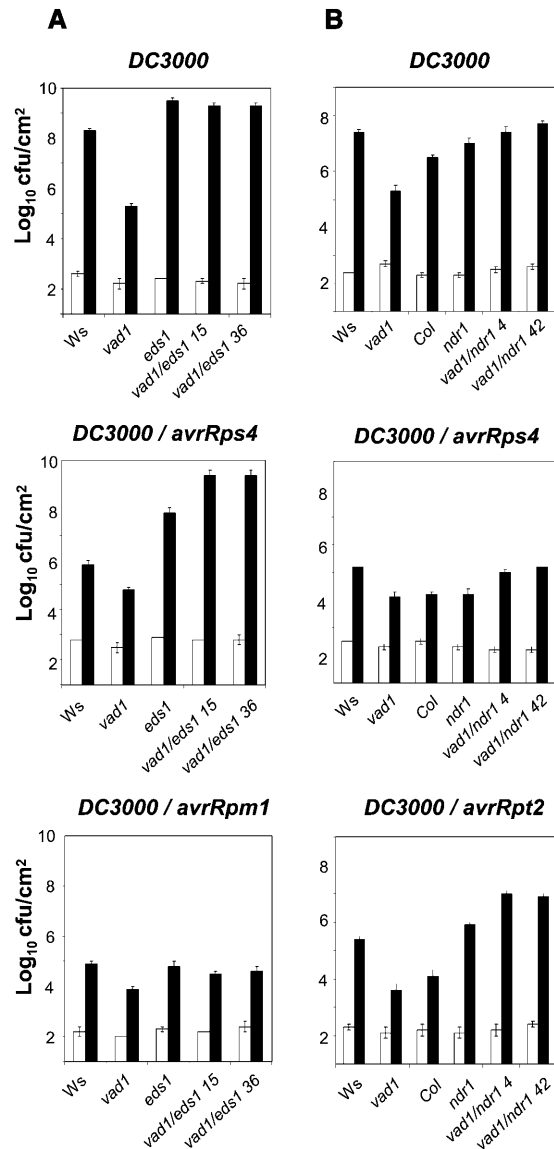 A
DC3000
Log10 cfu/cm2
10
8
6
4
2
Ws
vad1
eds1
vad1/eds1 15
vad1/eds1 36
B
DC3000
8
6
4
2
Ws
vad1
Col
ndr1
vad1/ndr1 4
vad1/ndr1 42
DC3000 / avrRps4
Log10 cfu/cm2
10
8
6
4
2
Ws
vad1
eds1
vad1/eds1 15
vad1/eds1 36
DC3000 / avrRps4
8
6
4
2
Ws
vad1
Col
ndr1
vad1/ndr1 4
vad1/ndr1 42
DC3000 / avrRpm1
Log10 cfu/cm2
10
8
6
4
2
Ws
vad1
eds1
vad1/eds1 15
vad1/eds1 36
DC3000 / avrRpt2
8
6
4
2
Ws
vad1
Col
ndr1
vad1/ndr1 4
vad1/ndr1 42